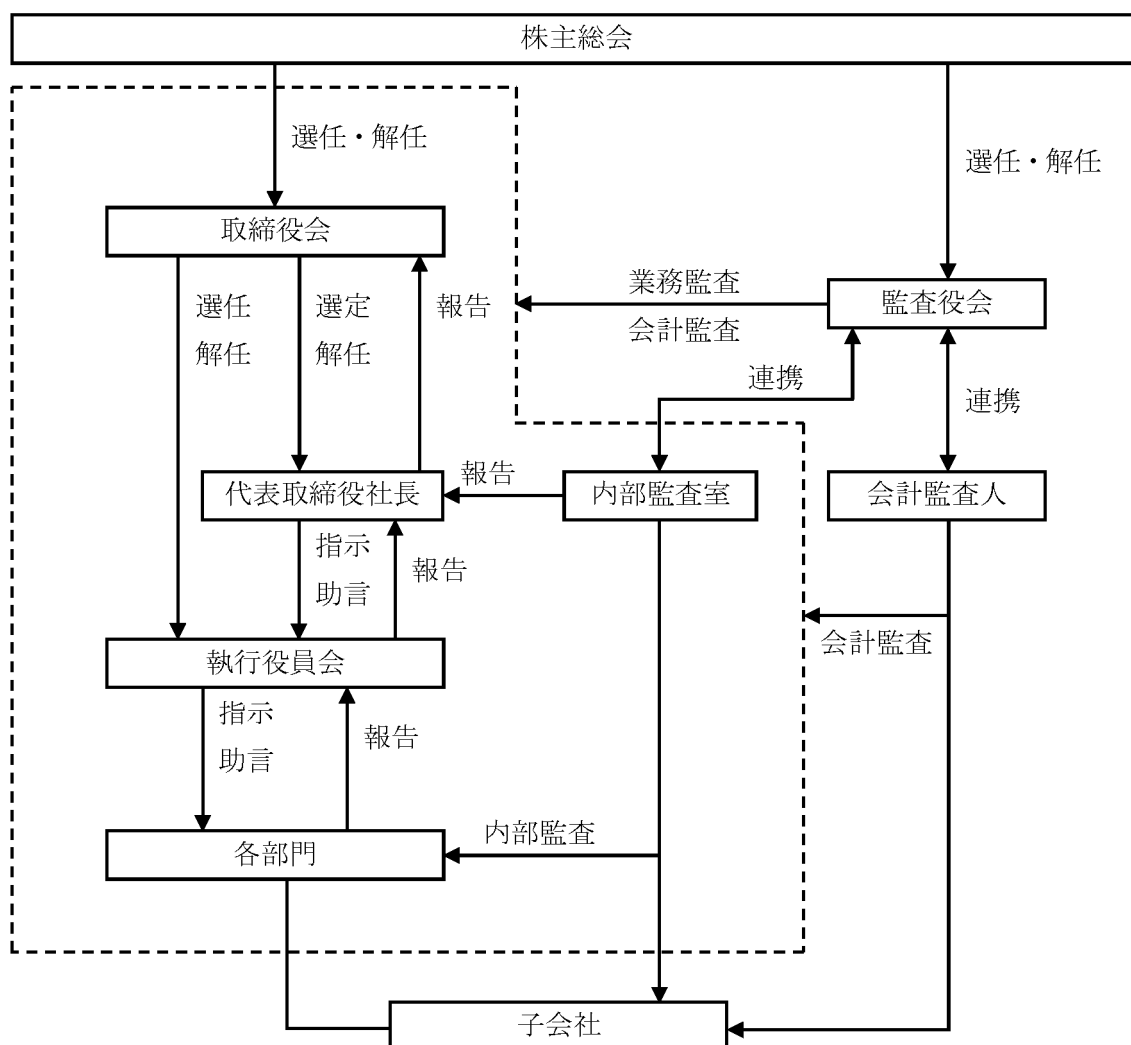 株主総会
選任・解任
選任・解任
取締役会
業務監査
監査役会
選任
選定
報告
会計監査
解任
解任
連携
連携
代表取締役社長
報告
内部監査室
会計監査人
指示
報告
助言
会計監査
執行役員会
指示
報告
助言
内部監査
各部門
子会社